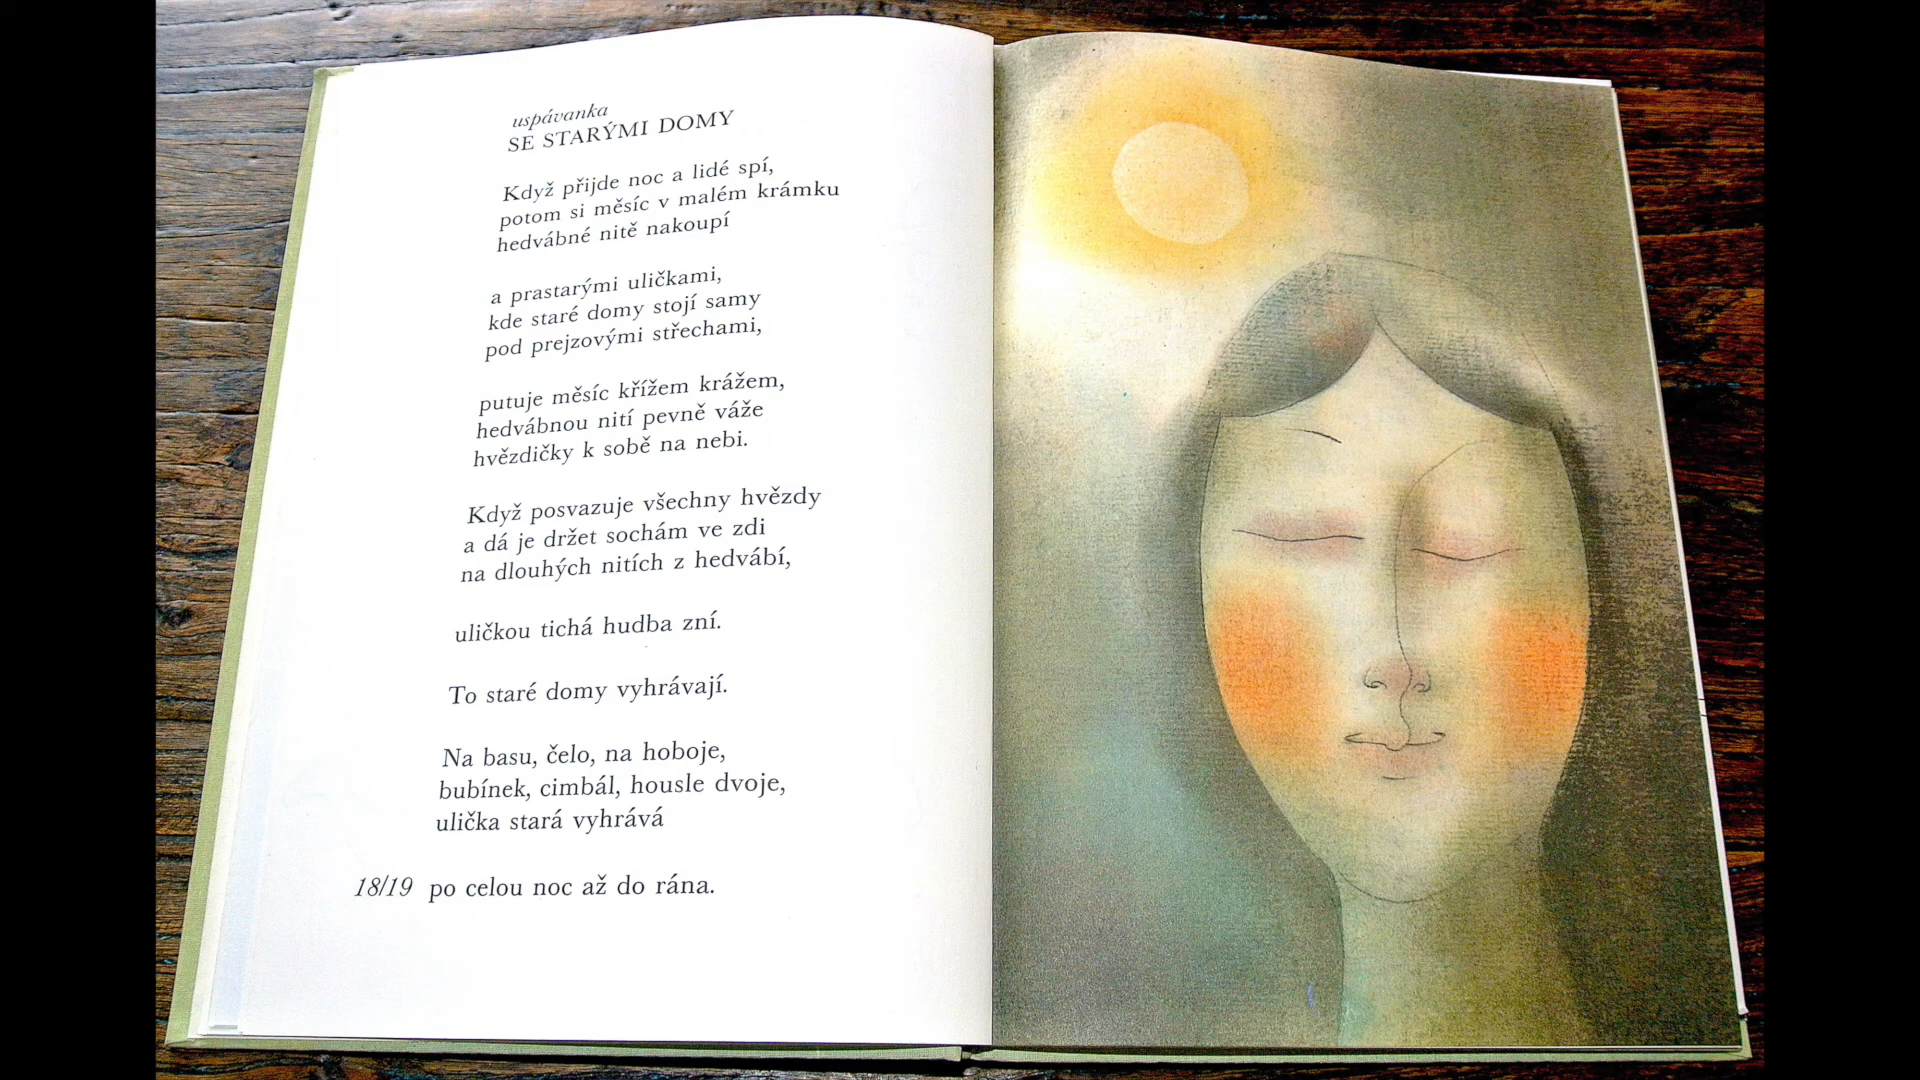 uspávanka
SE STARÝMI DOMY
Když přijde noc a lidé spí,
potom si měsíc v malém krámku
hedvábné nitě nakoupí
a prastarými uličkami,
kde staré domy stojí samy
pod prejzovými střechami,
putuje měsíc křížem krážem,
hedvábnou nití pevně váže
hvězdičky k sobě na nebi.
Když posvazuje všechny hvězdy
a dá je držet sochám ve zdi
na dlouhých nitích z hedvábí,
uličkou tichá hudba zní.
To staré domy vyhrávají.
Na basu, čelo, na hoboje,
bubínek, cimbál, housle dvoje,
ulička stará vyhrává
18/19 po celou noc až do rána.